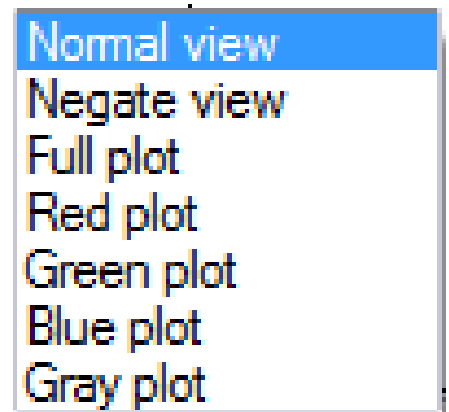 Normal view
Negate view
Full plot
Red plot
Green plot
Blue plot
Gray plot